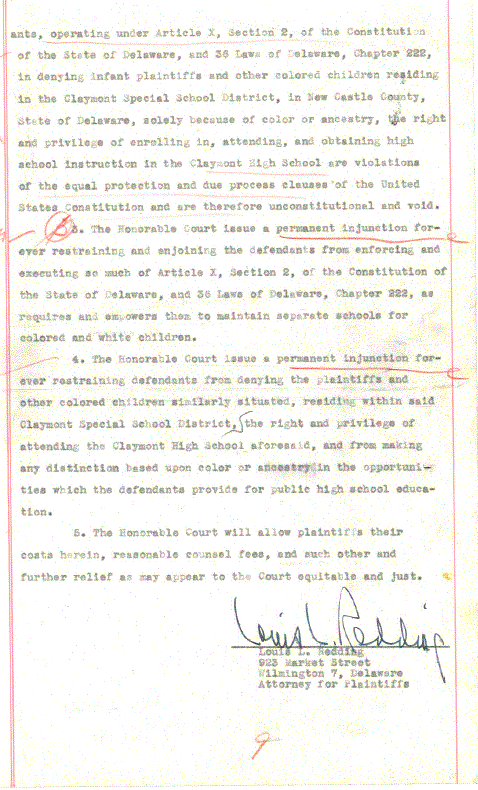 ants, operating under Article X, Section 2, of the Constitution
of the State of Delaware, and 36 Laws of Delaware, Chapter 222,
in denying infant plaintiffs and other colored children residing
in the Claymont Special School District, in New Castle County,
State of Delaware, solely because of color or ancestry, the right
and privilege of enrolling in, attending, and obtaining high
school instruction in the Claymont High School are violations
of the equal protection and due process clauses of the United
States Constitution and are therefore unconstitutional and void.
3. The Honorable Court issue a permanent injunction for-
ever restraining and enjoining the defendants from enforcing and
executing so much of Article X, Section 2, of the Constitution of
the State of Delaware, and 36 Laws of Delaware, Chapter 222, as
requires and empowers them to maintain separate schools for
colored and white children.
4. The Honorable Court issue a permanent injunction for-
ever restraining defendants from denying the plaintiffs and
other colored children similarly situated, residing within said
Claymont Special School District, the right and privilege of
attending the Claymont High School aforesaid, and from making
any distinction based upon color or ancestry in the opportuni-
ties which the defendants provide for public high school educa-
tion.
5. The Honorable Court will allow plaintiffs their
costs herein, reasonable counsel fees, and such other and
further relief as may appear to the Court equitable and just.
Louis L. Redding
Louis L. Redding
923 Market Street
Wilmington 7, Delaware
Attorney for Plaintiffs
9